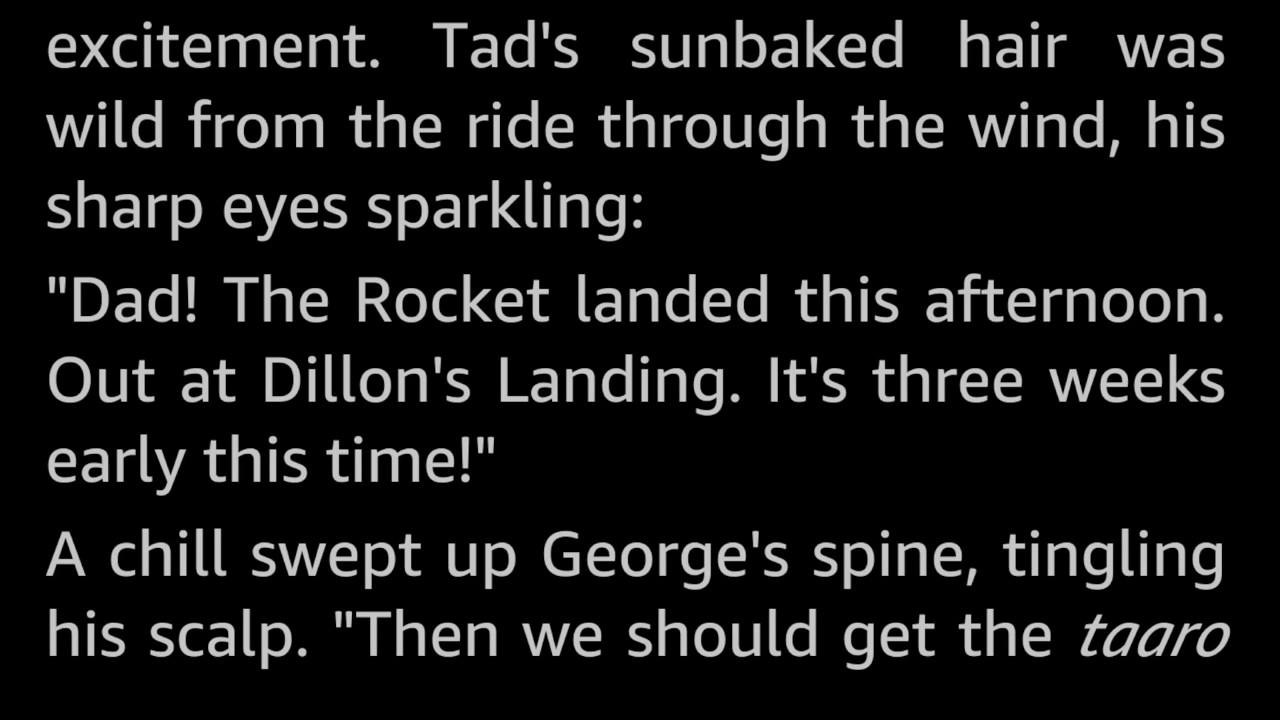 excitement. Tad's sunbaked hair was
wild from the ride through the wind, his
sharp eyes sparkling:
"Dad! The Rocket landed this afternoon.
Out at Dillon's Landing. It's three weeks
early this time!"
A chill swept up George's spine, tingling
his scalp. "Then we should get the taaro